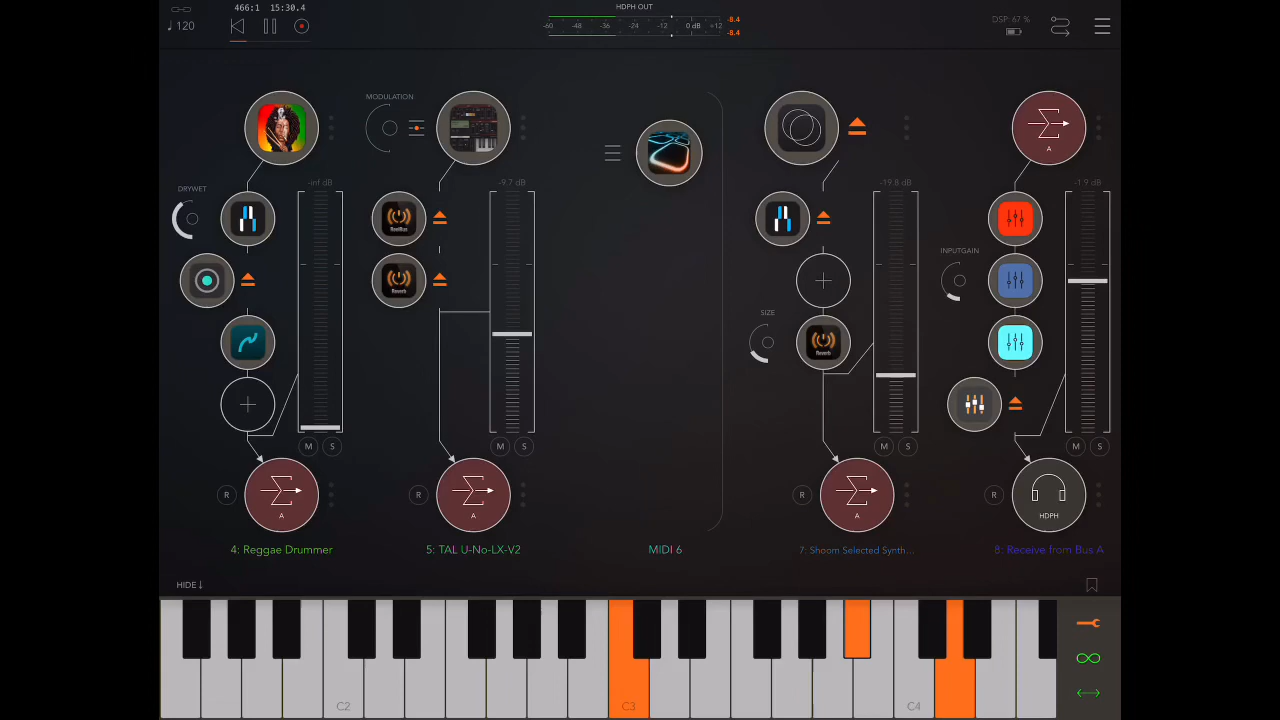 466:1 15:30.4
♩ 120
HDPH OUT
-60 -48 -36 -24 -12 0 dB +12
-8.4
-8.4
DSP: 67 %
MODULATION
A
-inf dB
-9.7 dB
-19.8 dB
-1.9 dB
DRYWET
ReelBus
Reverb
INPUTGAIN
SIZE
Reverb
M S
M S
M S
M S
R
A
R
A
R
A
R
HDPH
4: Reggae Drummer
5: TAL U-No-LX-V2
MIDI 6
7: Shoom Selected Synth...
8: Receive from Bus A
HIDE↓
C2
C3
C4